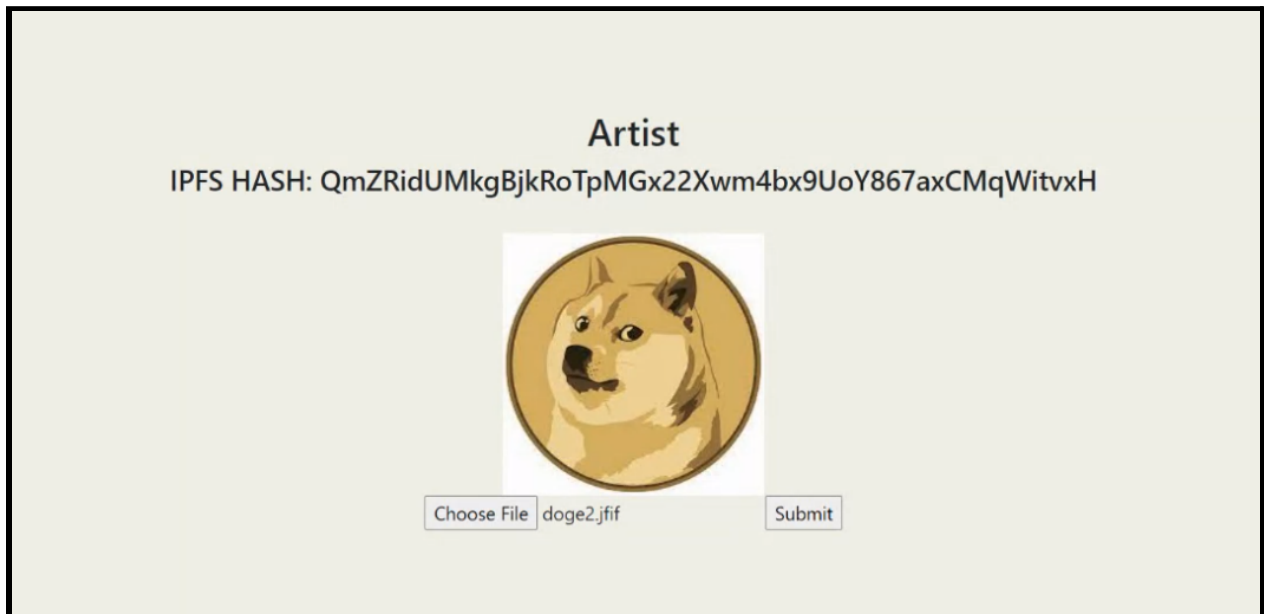 Artist
IPFS HASH: QmZRidUMkgBjkRoTpMGx22Xwm4bx9UoY867axCMqWitvxH
Choose File doge2.jfif Submit